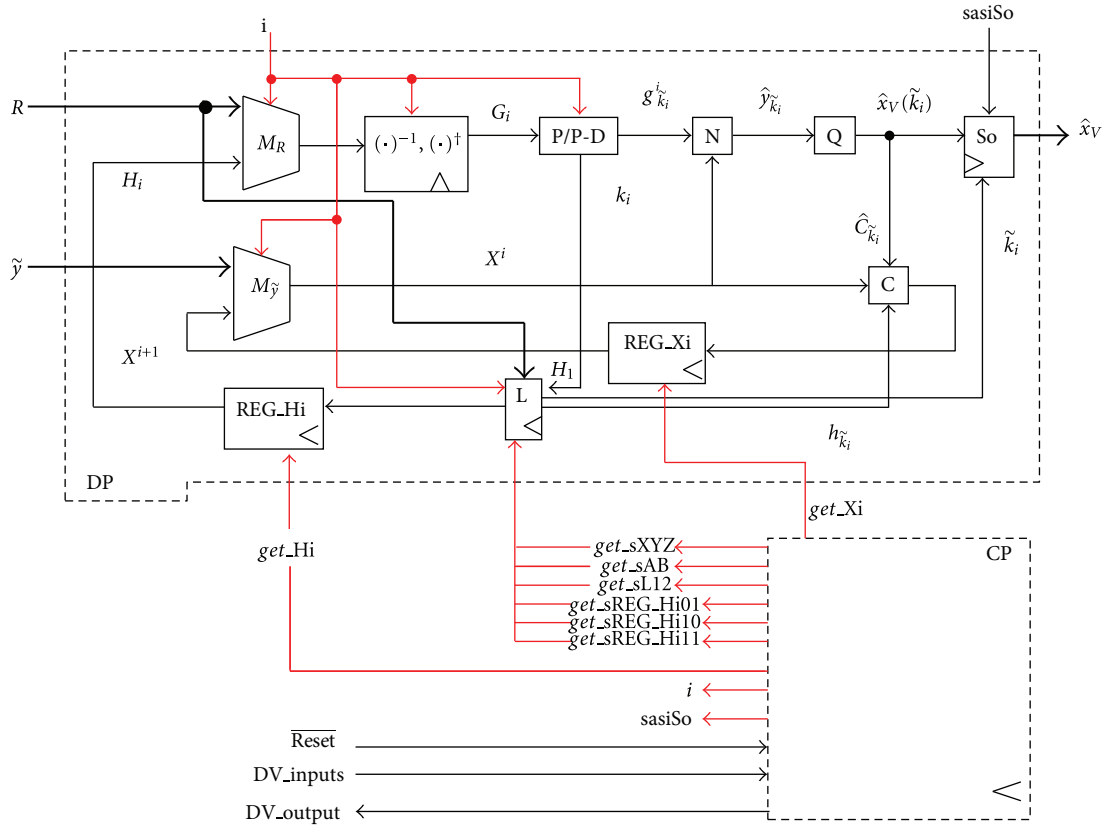 i
sasiSo
R
M_R
H_i
(·)⁻¹, (·)^†
G_i
P/P-D
g^i_{k̃_i}
N
ŷ_{k̃_i}
Q
x̂_V(k̃_i)
So
x̂_V
k_i
Ĉ_{k̃_i}
k̃_i
ỹ
M_ỹ
X^i
C
X^{i+1}
REG_Xi
H_1
L
REG_Hi
h_{k̃_i}
DP
get_Xi
get_Hi
get_sXYZ
CP
get_sAB
get_sL12
get_sREG_Hi01
get_sREG_Hi10
get_sREG_Hi11
i
sasiSo
R̅e̅s̅e̅t̅
DV_inputs
DV_output